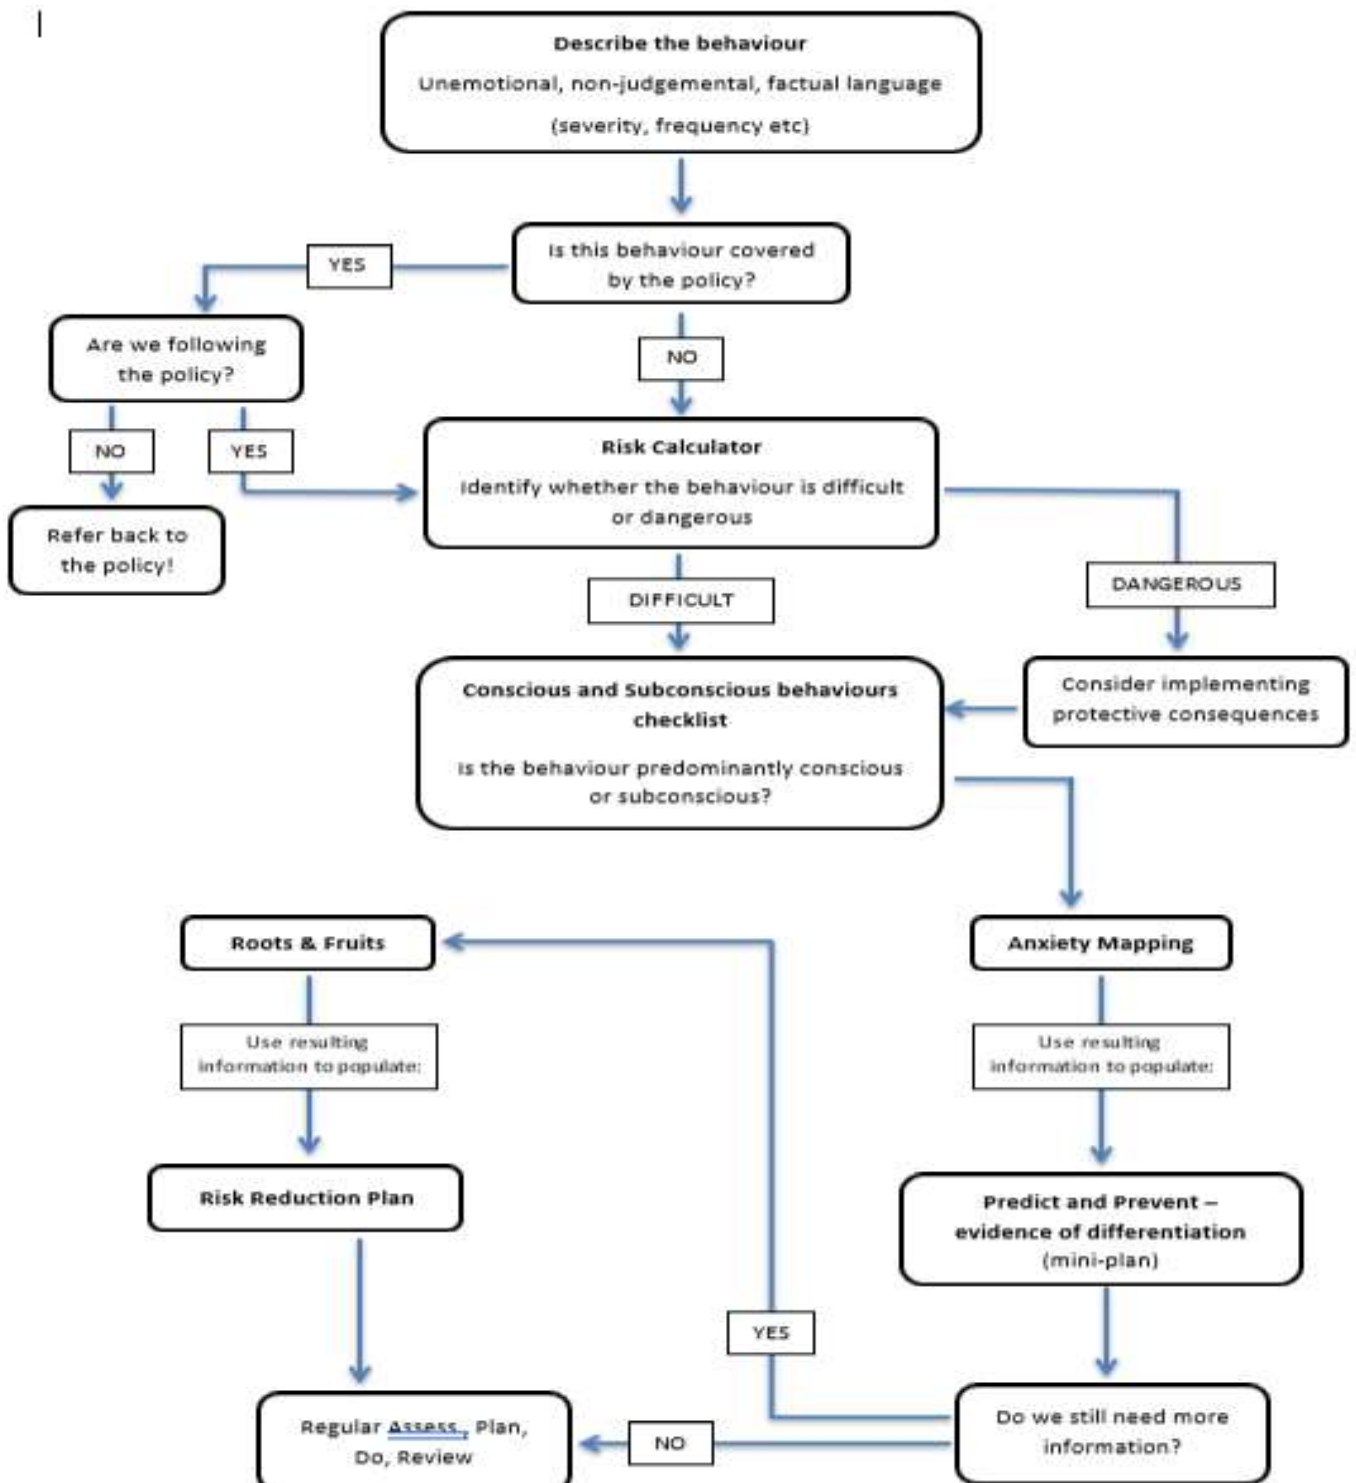 Describe the behaviour
Unemotional, non-judgemental, factual language
(severity, frequency etc)
Is this behaviour covered
by the policy?
YES
Are we following
the policy?
NO
NO
YES
Risk Calculator
Identify whether the behaviour is difficult
or dangerous
Refer back to
the policy!
DIFFICULT
DANGEROUS
Conscious and Subconscious behaviours
checklist
Is the behaviour predominantly conscious
or subconscious?
Consider implementing
protective consequences
Roots & Fruits
Anxiety Mapping
Use resulting
information to populate:
Use resulting
information to populate:
Risk Reduction Plan
Predict and Prevent –
evidence of differentiation
(mini-plan)
YES
Regular Assess , Plan,
Do, Review
NO
Do we still need more
information?